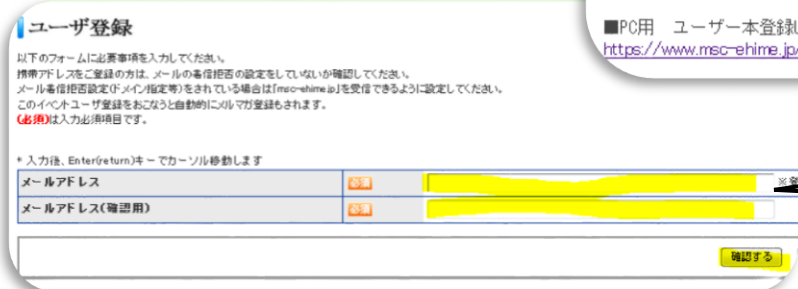 ユーザ登録
以下のフォームに必要事項を入力してください。
携帯アドレスをご登録の方は、メールの着信拒否の設定をしていないか確認してください。
メール着信拒否設定(ドメイン指定等)をされている場合は「msc-ehime.jp」を受信できるように設定してください。
このイベントユーザ登録をおこなうと自動的にメルマガ登録もされます。
(必須)は入力必須項目です。
* 入力後、Enter(return)キーでカーソル移動します
メールアドレス 必須
メールアドレス(確認用) 必須
確認する
■PC用 ユーザー本登録
https://www.msc-ehime.jp/